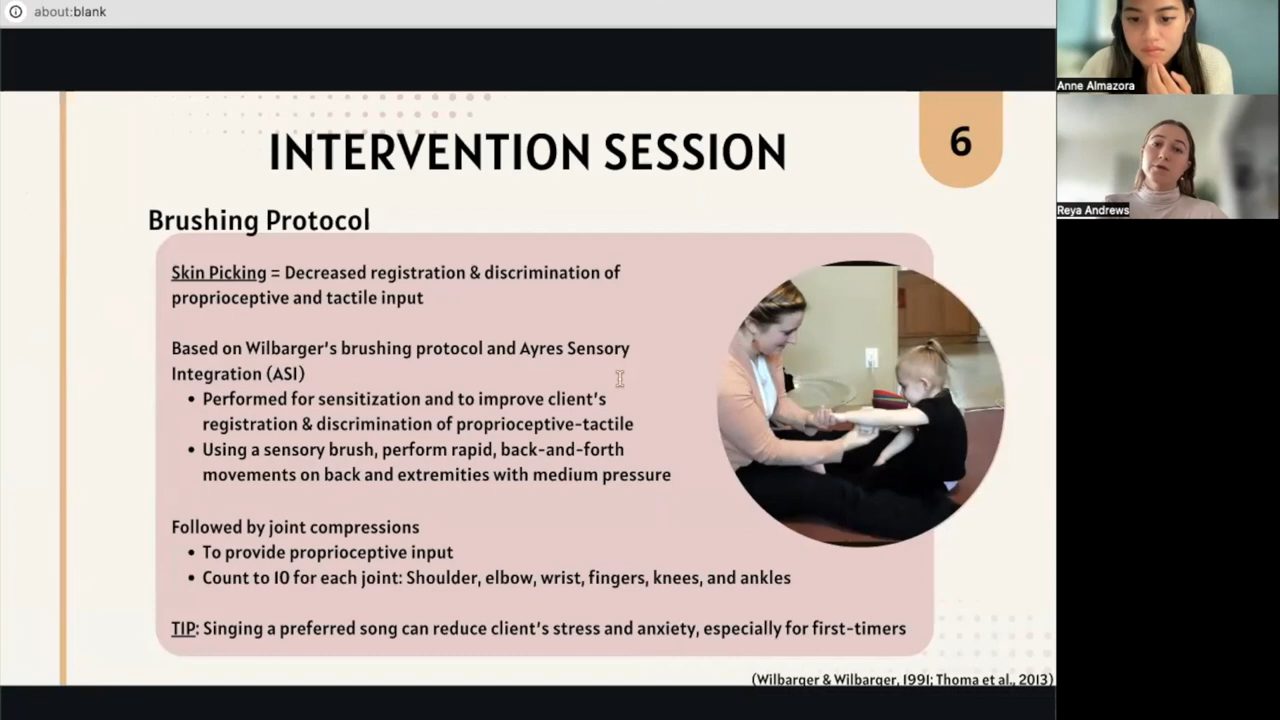 about:blank
Anne Almazora
INTERVENTION SESSION
6
Reya Andrews
Brushing Protocol
Skin Picking = Decreased registration & discrimination of
proprioceptive and tactile input
Based on Wilbarger's brushing protocol and Ayres Sensory
Integration (ASI)
• Performed for sensitization and to improve client's
registration & discrimination of proprioceptive-tactile
• Using a sensory brush, perform rapid, back-and-forth
movements on back and extremities with medium pressure
Followed by joint compressions
• To provide proprioceptive input
• Count to 10 for each joint: Shoulder, elbow, wrist, fingers, knees, and ankles
TIP: Singing a preferred song can reduce client's stress and anxiety, especially for first-timers
(Wilbarger & Wilbarger, 1991; Thoma et al., 2013)